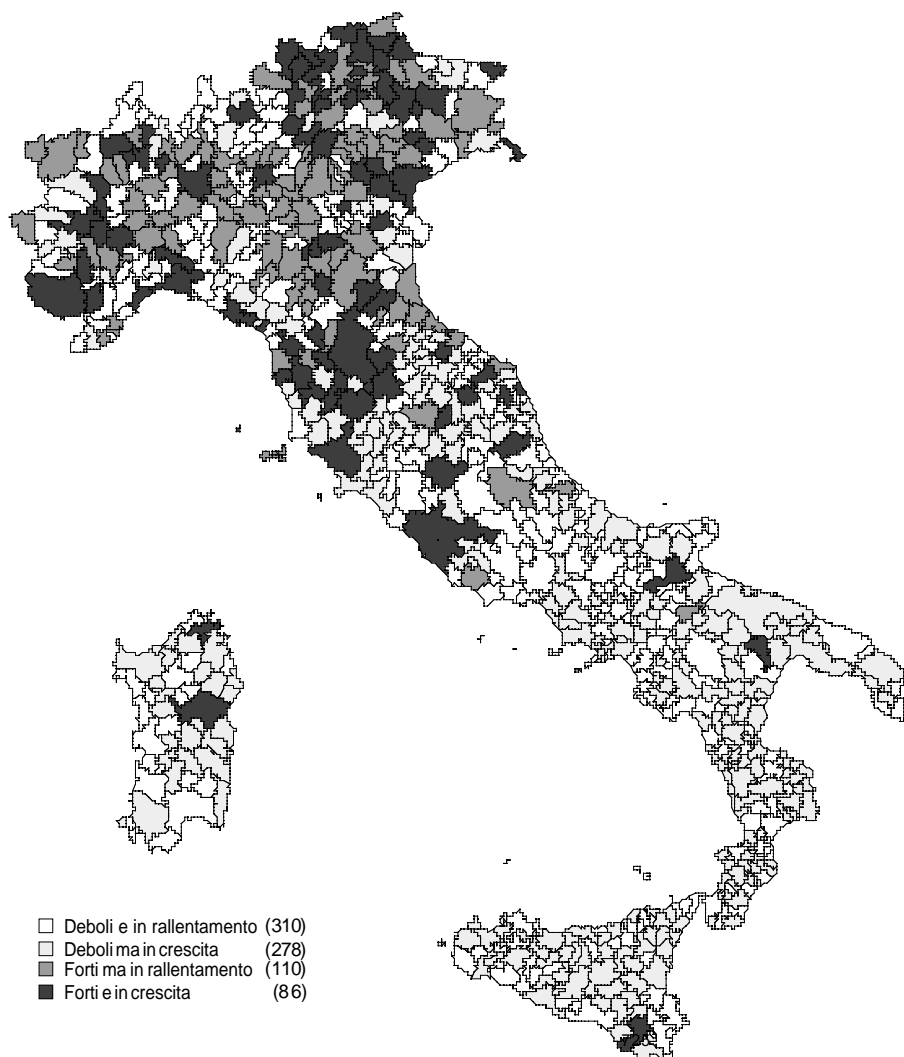 Deboli e in rallentamento (310)
Deboli ma in crescita (278)
Forti ma in rallentamento (110)
Forti e in crescita (86)